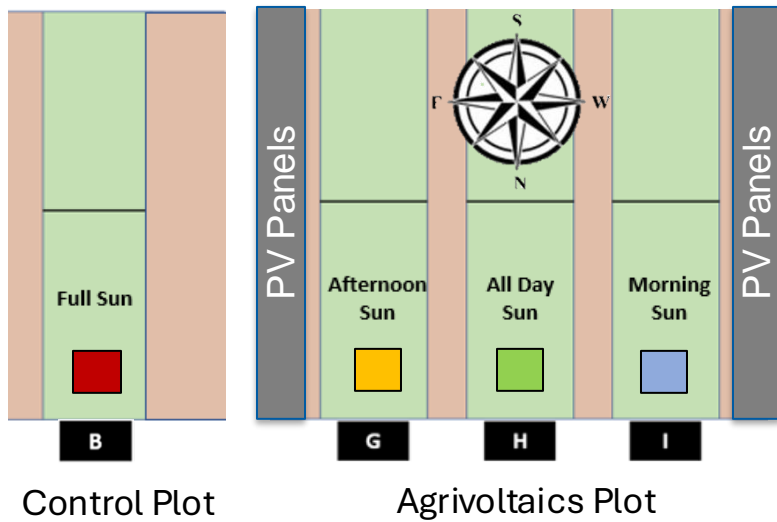 S
F
W
N
PV Panels
PV Panels
Full Sun
Afternoon
Sun
All Day
Sun
Morning
Sun
B
G
H
I
Control Plot
Agrivoltaics Plot